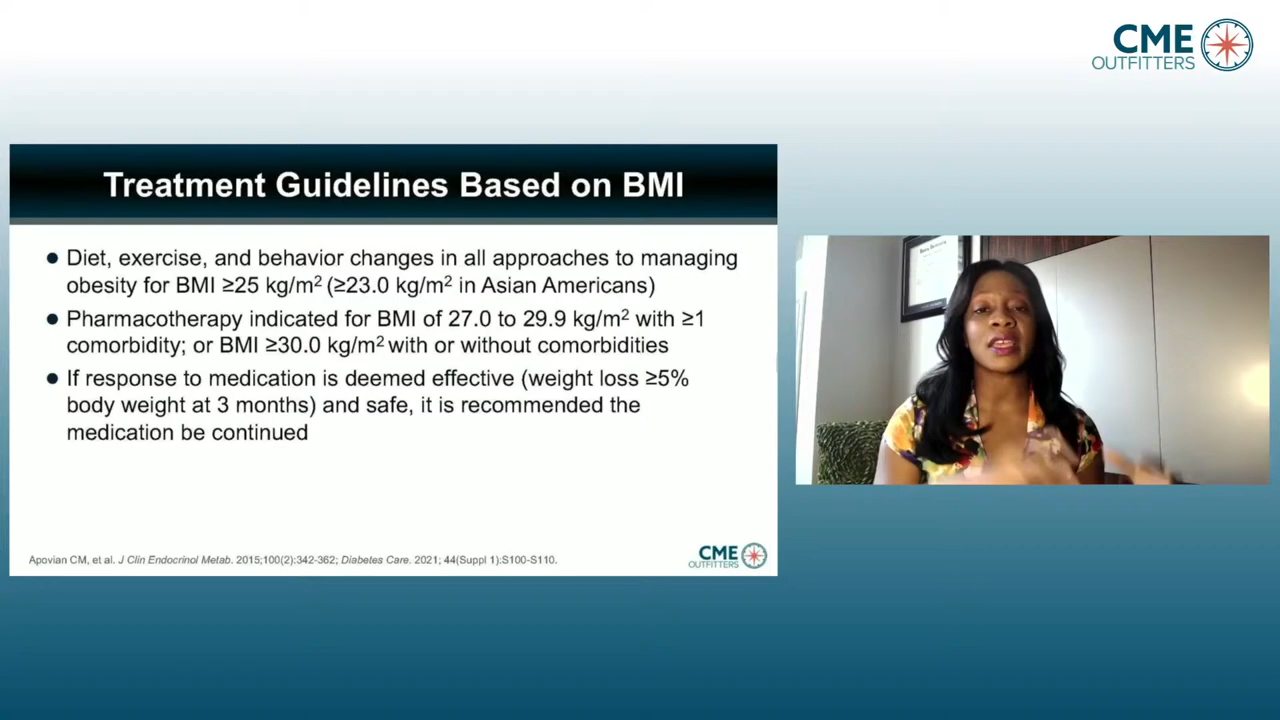 CME
OUTFITTERS
Treatment Guidelines Based on BMI
● Diet, exercise, and behavior changes in all approaches to managing
obesity for BMI ≥25 kg/m² (≥23.0 kg/m² in Asian Americans)
● Pharmacotherapy indicated for BMI of 27.0 to 29.9 kg/m² with ≥1
comorbidity; or BMI ≥30.0 kg/m² with or without comorbidities
● If response to medication is deemed effective (weight loss ≥5%
body weight at 3 months) and safe, it is recommended the
medication be continued
Apovian CM, et al. J Clin Endocrinol Metab. 2015;100(2):342-362; Diabetes Care. 2021; 44(Suppl 1):S100-S110.
CME
OUTFITTERS